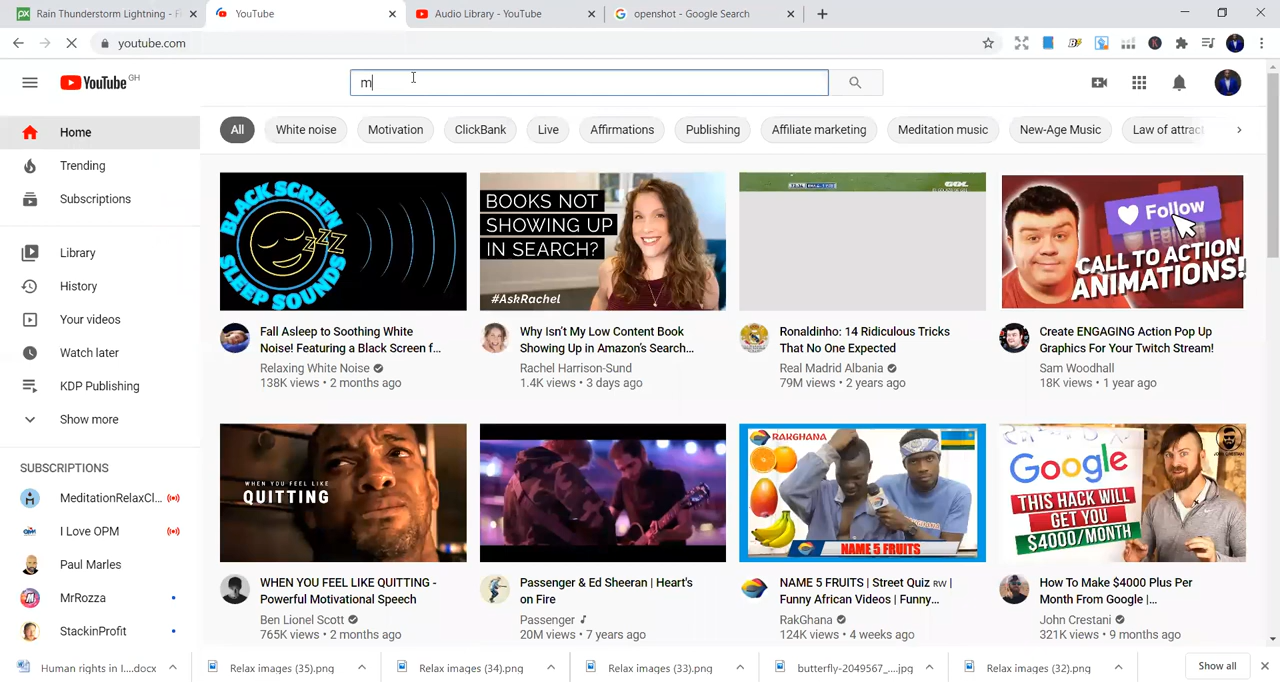 Rain Thunderstorm Lightning - F
YouTube
Audio Library - YouTube
openshot - Google Search
youtube.com
YouTube GH
m
Home
Trending
Subscriptions
Library
History
Your videos
Watch later
KDP Publishing
Show more
SUBSCRIPTIONS
MeditationRelaxCl...
I Love OPM
Paul Marles
MrRozza
StackinProfit
All
White noise
Motivation
ClickBank
Live
Affirmations
Publishing
Affiliate marketing
Meditation music
New-Age Music
Law of attrac
BLACK SCREEN
SLEEP SOUNDS
BOOKS NOT
SHOWING UP
IN SEARCH?
#AskRachel
GOL
Follow
CALL TO ACTION
ANIMATIONS!
Fall Asleep to Soothing White
Noise! Featuring a Black Screen f...
Relaxing White Noise
138K views • 2 months ago
Why Isn't My Low Content Book
Showing Up in Amazon's Search...
Rachel Harrison-Sund
1.4K views • 3 days ago
Ronaldinho: 14 Ridiculous Tricks
That No One Expected
Real Madrid Albania
79M views • 2 years ago
Create ENGAGING Action Pop Up
Graphics For Your Twitch Stream!
Sam Woodhall
18K views • 1 year ago
WHEN YOU FEEL LIKE
QUITTING
RAKGHANA
NAME 5 FRUITS
Google
THIS HACK WILL
GET YOU
$4000/MONTH
WHEN YOU FEEL LIKE QUITTING -
Powerful Motivational Speech
Ben Lionel Scott
765K views • 2 months ago
Passenger & Ed Sheeran | Heart's
on Fire
Passenger
20M views • 7 years ago
NAME 5 FRUITS | Street Quiz RW |
Funny African Videos | Funny...
RakGhana
124K views • 4 weeks ago
How To Make $4000 Plus Per
Month From Google |...
John Crestani
321K views • 9 months ago
Human rights in I....docx
Relax images (35).png
Relax images (34).png
Relax images (33).png
butterfly-2049567_....jpg
Relax images (32).png
Show all